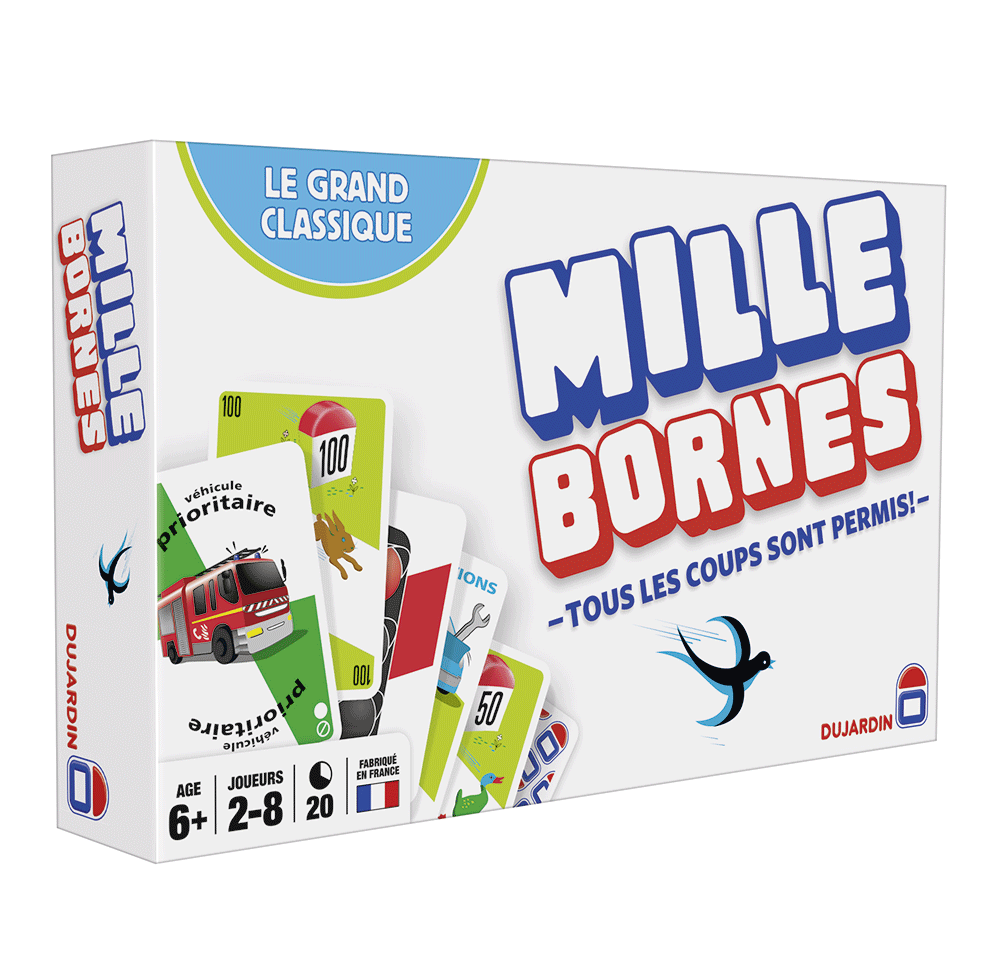 LE GRAND
CLASSIQUE
MILLE
BORNES
–TOUS LES COUPS SONT PERMIS!–
MILLE
BORNES
DUJARDIN
100
100
véhicule
prioritaire
prioritaire
véhicule
100
IONS
50
DUJARDIN
AGE
6+
JOUEURS
2-8
20
FABRIQUÉ
EN FRANCE